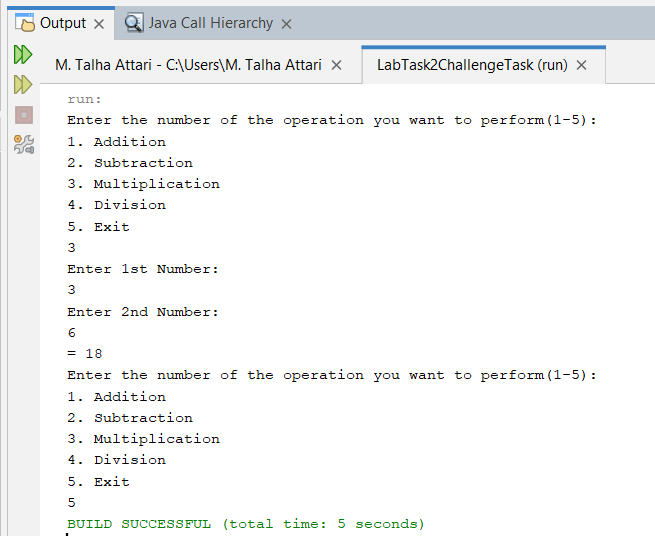 Output
Java Call Hierarchy
M. Talha Attari - C:\Users\M. Talha Attari
LabTask2ChallengeTask (run)
run:
Enter the number of the operation you want to perform(1-5):
1. Addition
2. Subtraction
3. Multiplication
4. Division
5. Exit
3
Enter 1st Number:
3
Enter 2nd Number:
6
= 18
Enter the number of the operation you want to perform(1-5):
1. Addition
2. Subtraction
3. Multiplication
4. Division
5. Exit
5
BUILD SUCCESSFUL (total time: 5 seconds)